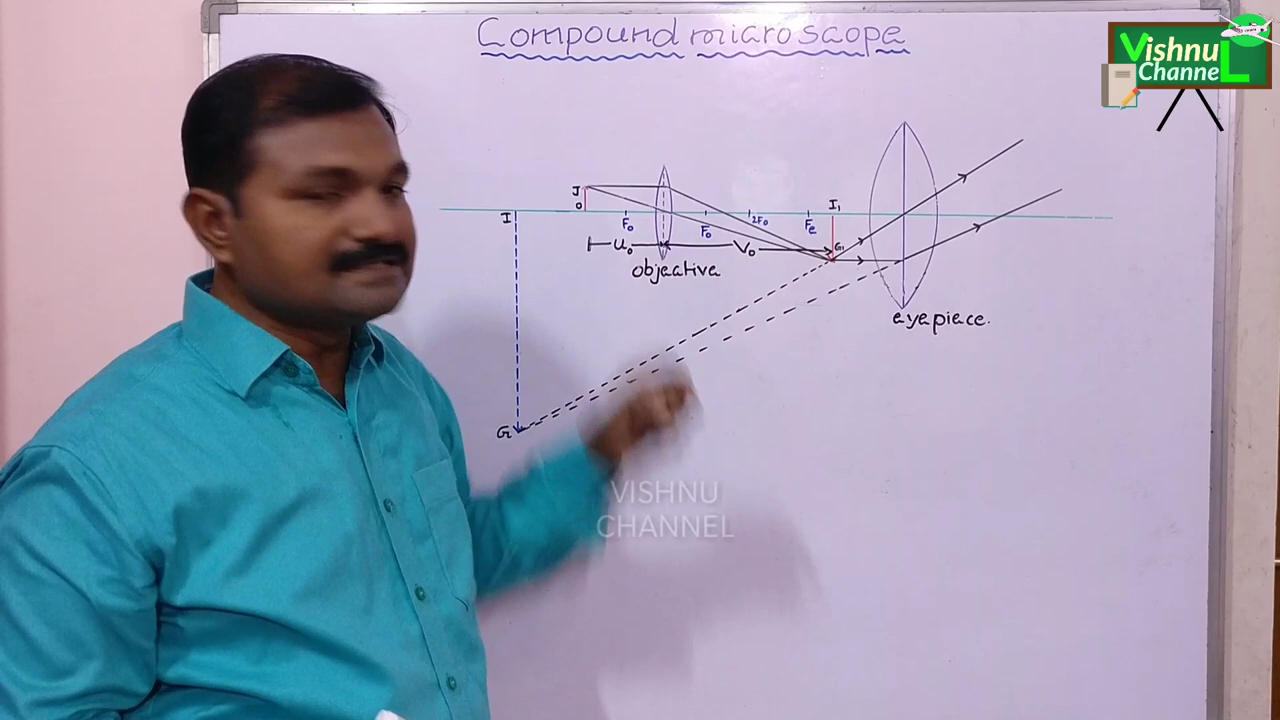 Compound microscope
Vishnu L
Channel
J
O
I
F₀
F₀
2F₀
Fe
I₁
G₁
u₀
V₀
objective
eyepiece.
G
VISHNU
CHANNEL